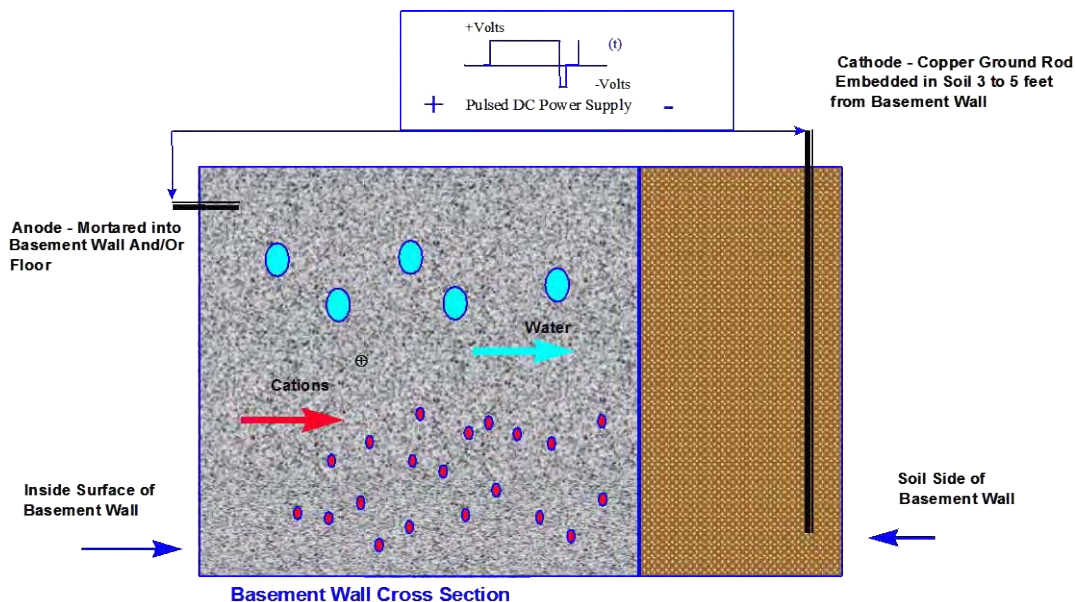 +Volts
(t)
-Volts
+ Pulsed DC Power Supply -
Cathode - Copper Ground Rod
Embedded in Soil 3 to 5 feet
from Basement Wall
Anode - Mortared into
Basement Wall And/Or
Floor
Water
Cations
Inside Surface of
Basement Wall
Soil Side of
Basement Wall
Basement Wall Cross Section